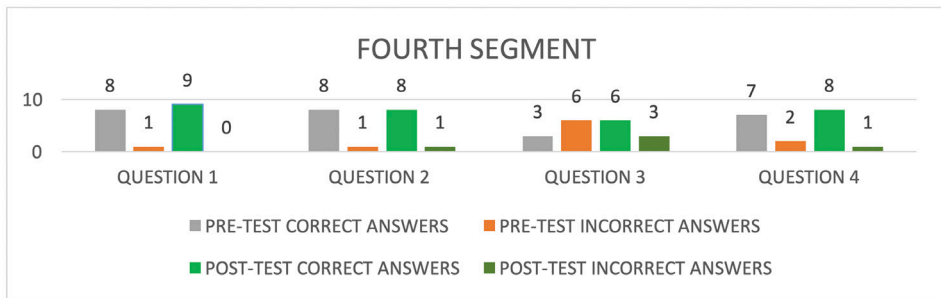 FOURTH SEGMENT
8 1 9 0 8 1 8 1 3 6 6 3 7 2 8 1
10
0
QUESTION 1 QUESTION 2 QUESTION 3 QUESTION 4
PRE-TEST CORRECT ANSWERS PRE-TEST INCORRECT ANSWERS
POST-TEST CORRECT ANSWERS POST-TEST INCORRECT ANSWERS